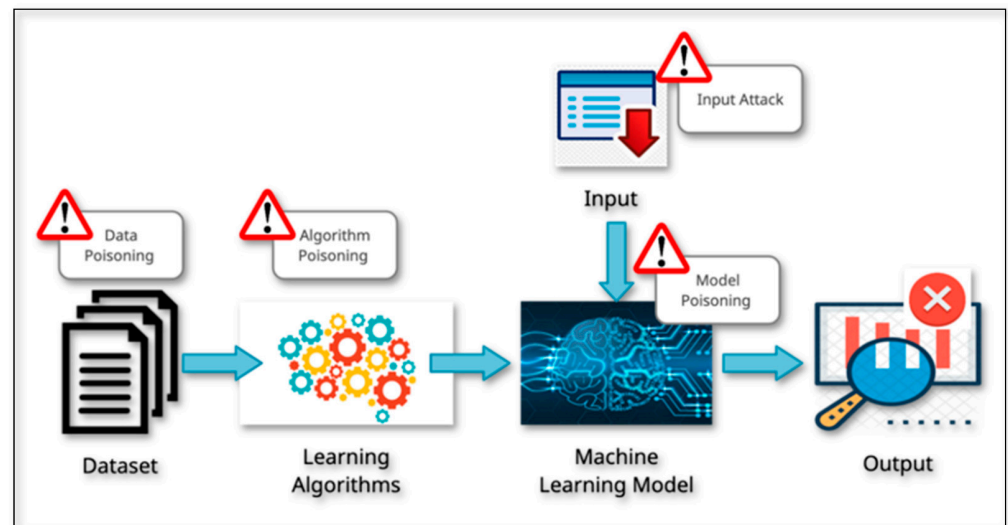 Input Attack
Input
Data
Poisoning
Algorithm
Poisoning
Model
Poisoning
Dataset
Learning
Algorithms
Machine
Learning Model
Output